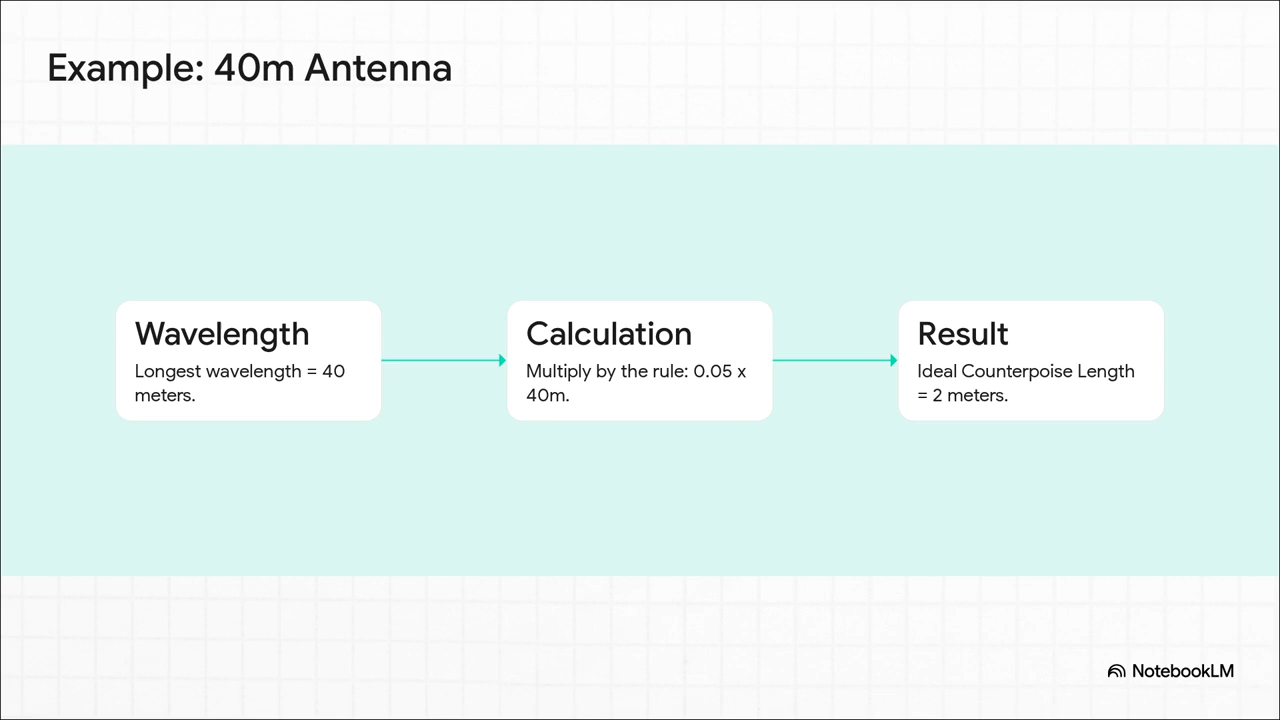 Example: 40m Antenna
Wavelength
Longest wavelength = 40
meters.
Calculation
Multiply by the rule: 0.05 x
40m.
Result
Ideal Counterpoise Length
= 2 meters.
NotebookLM